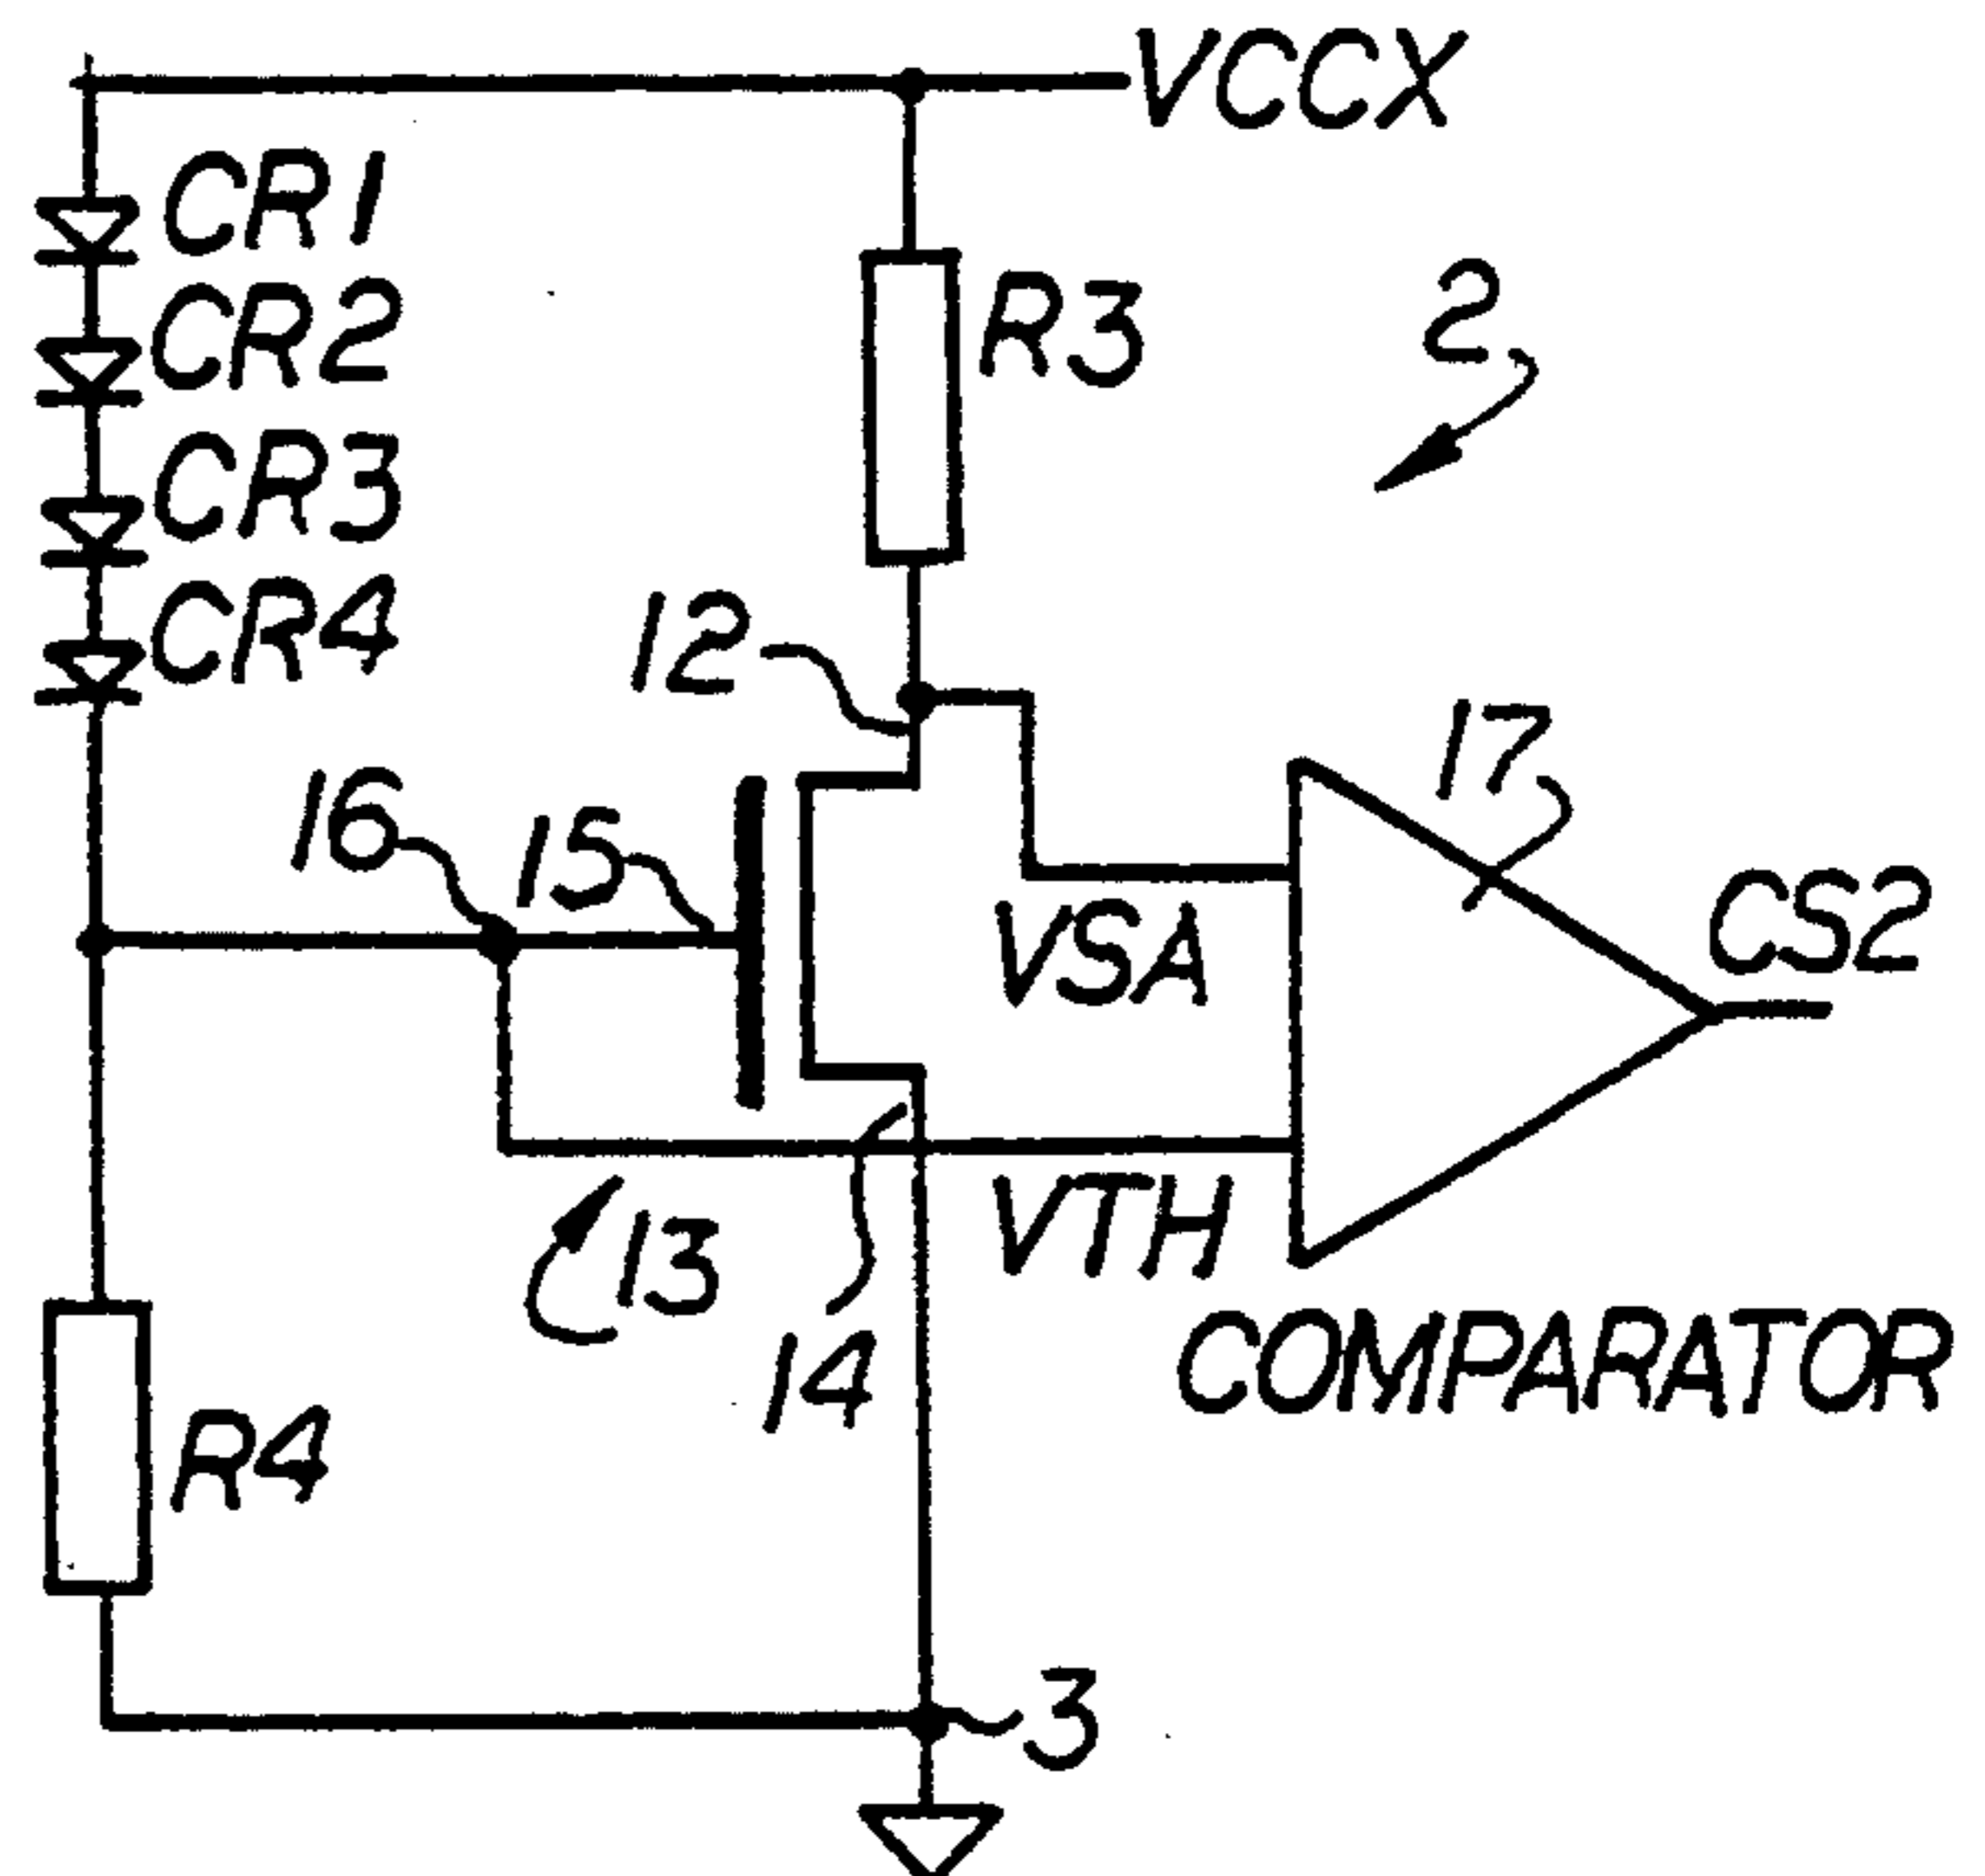 VCCX
CR1
CR2
R3
2
CR3
CR4
12
17
16
15
CS2
VSA
VTH
13
14
COMPARATOR
R4
3